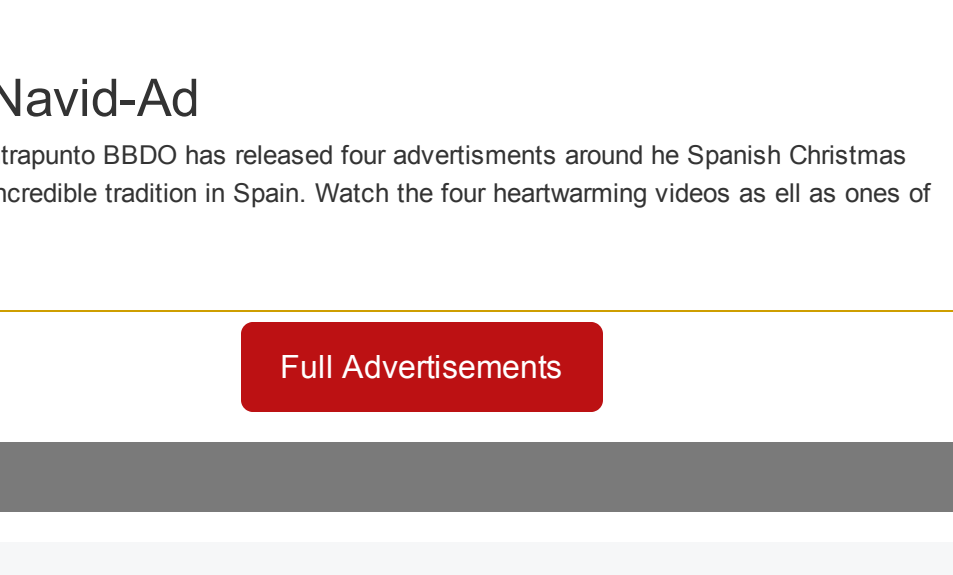 Navid-Ad
trapunto BBDO has released four advertisments around he Spanish Christmas
ncredible tradition in Spain. Watch the four heartwarming videos as ell as ones of
Full Advertisements